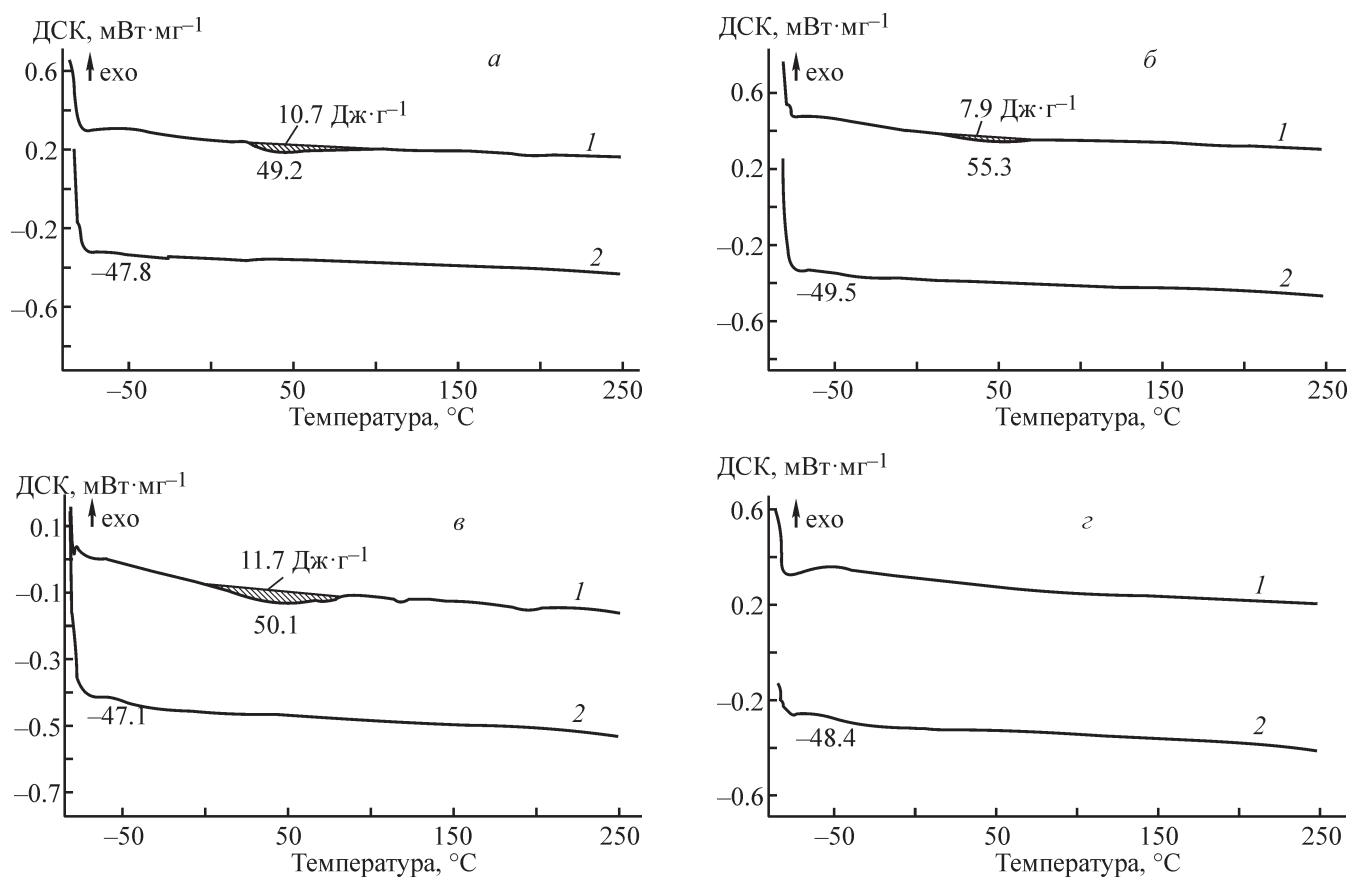 ДСК, мВт·мг–1
ехо
а
0.6
10.7 Дж·г–1
1
0.2
49.2
–0.2
2
–47.8
–0.6
–50 50 150 250
Температура, °С
ДСК, мВт·мг–1
ехо
б
0.6
7.9 Дж·г–1
1
0.2
55.3
–0.2
2
–49.5
–0.6
–50 50 150 250
Температура, °С
ДСК, мВт·мг–1
ехо
в
0.1
11.7 Дж·г–1
–0.1
1
50.1
–0.3
–47.1
2
–0.5
–0.7
–50 50 150 250
Температура, °С
ДСК, мВт·мг–1
ехо
г
0.6
1
0.2
–0.2
2
–48.4
–0.6
–50 50 150 250
Температура, °С